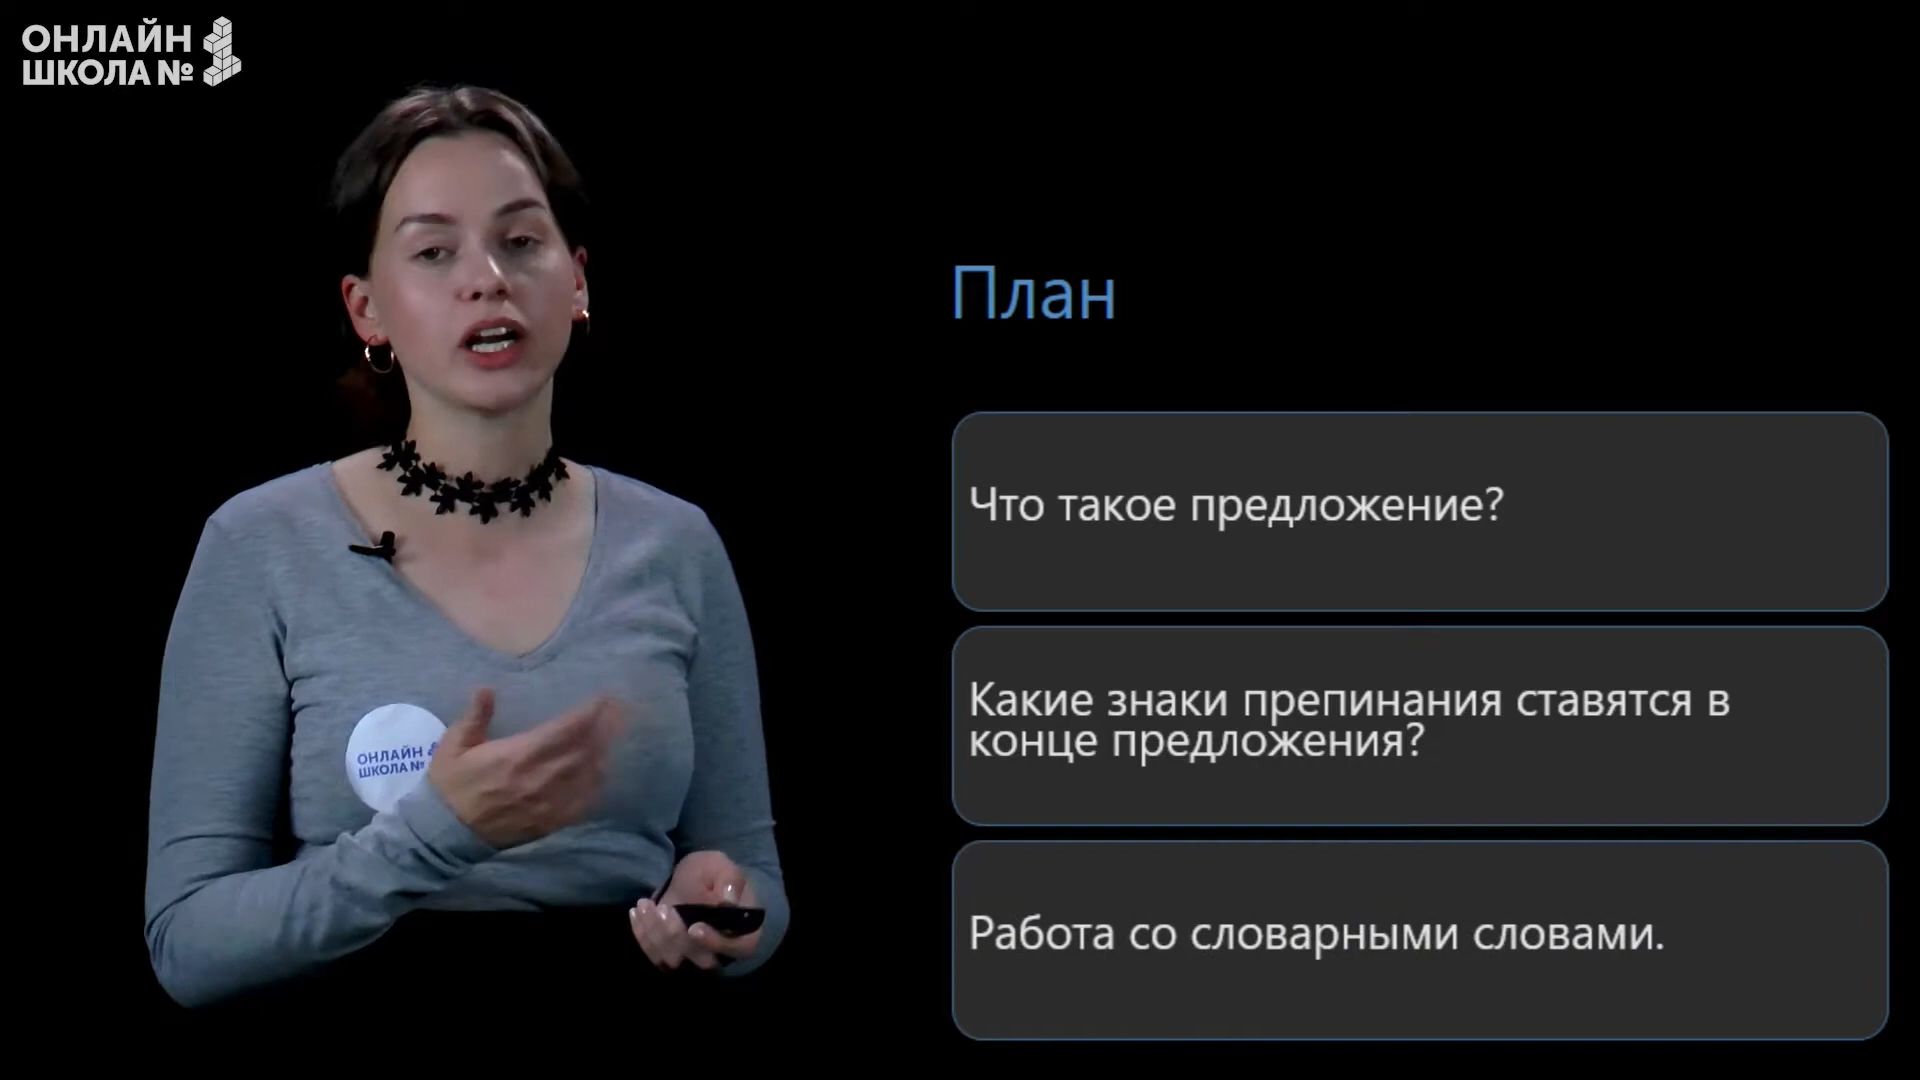 ОНЛАЙН
ШКОЛА №
План
Что такое предложение?
Какие знаки препинания ставятся в
конце предложения?
Работа со словарными словами.
ОНЛАЙН
ШКОЛА №